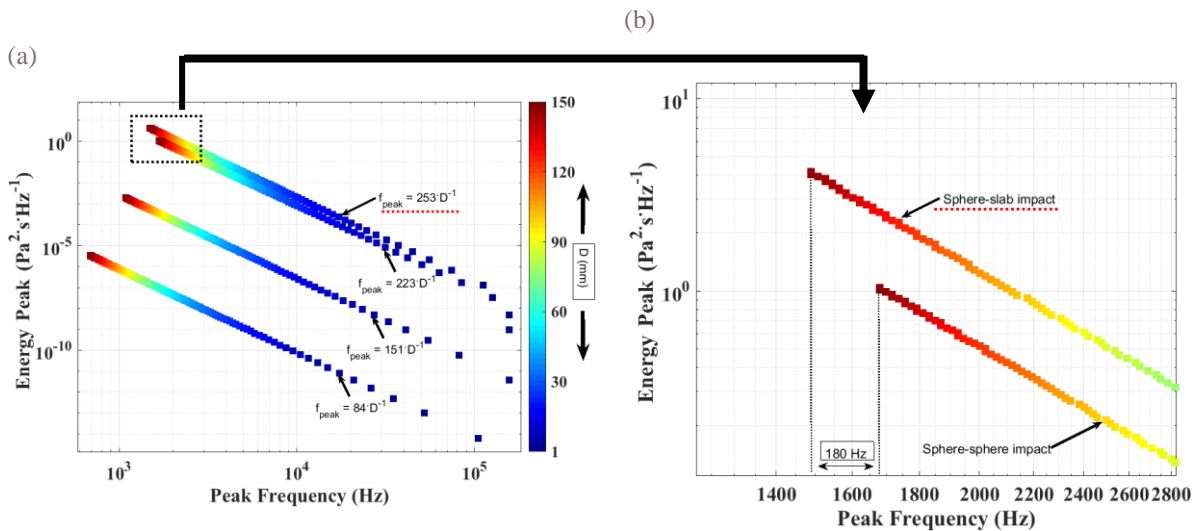 (a)
(b)
Energy Peak (Pa²·s·Hz⁻¹)
10⁰
10⁻⁵
10⁻¹⁰
10³
10⁴
10⁵
Peak Frequency (Hz)
f_peak = 253·D⁻¹
f_peak = 223·D⁻¹
f_peak = 151·D⁻¹
f_peak = 84·D⁻¹
150
120
90
60
30
1
D (mm)
Energy Peak (Pa²·s·Hz⁻¹)
10¹
10⁰
Sphere-slab impact
Sphere-sphere impact
180 Hz
1400
1600
1800
2000
2200
2400
2600
2800
Peak Frequency (Hz)